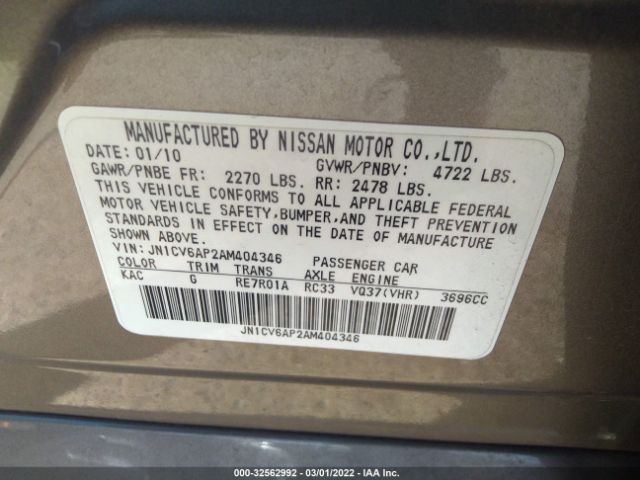 MANUFACTURED BY NISSAN MOTOR CO.,LTD.
DATE: 01/10 GVWR/PNBV: 4722 LBS.
GAWR/PNBE FR: 2270 LBS. RR: 2478 LBS.
THIS VEHICLE CONFORMS TO ALL APPLICABLE FEDERAL
MOTOR VEHICLE SAFETY,BUMPER,AND THEFT PREVENTION
STANDARDS IN EFFECT ON THE DATE OF MANUFACTURE
SHOWN ABOVE.
VIN: JN1CV6AP2AM404346 PASSENGER CAR
COLOR TRIM TRANS AXLE ENGINE
KAC G RE7R01A RC33 VQ37(VHR) 3696CC
JN1CV6AP2AM404346
000-32562992 - 03/01/2022 - IAA Inc.